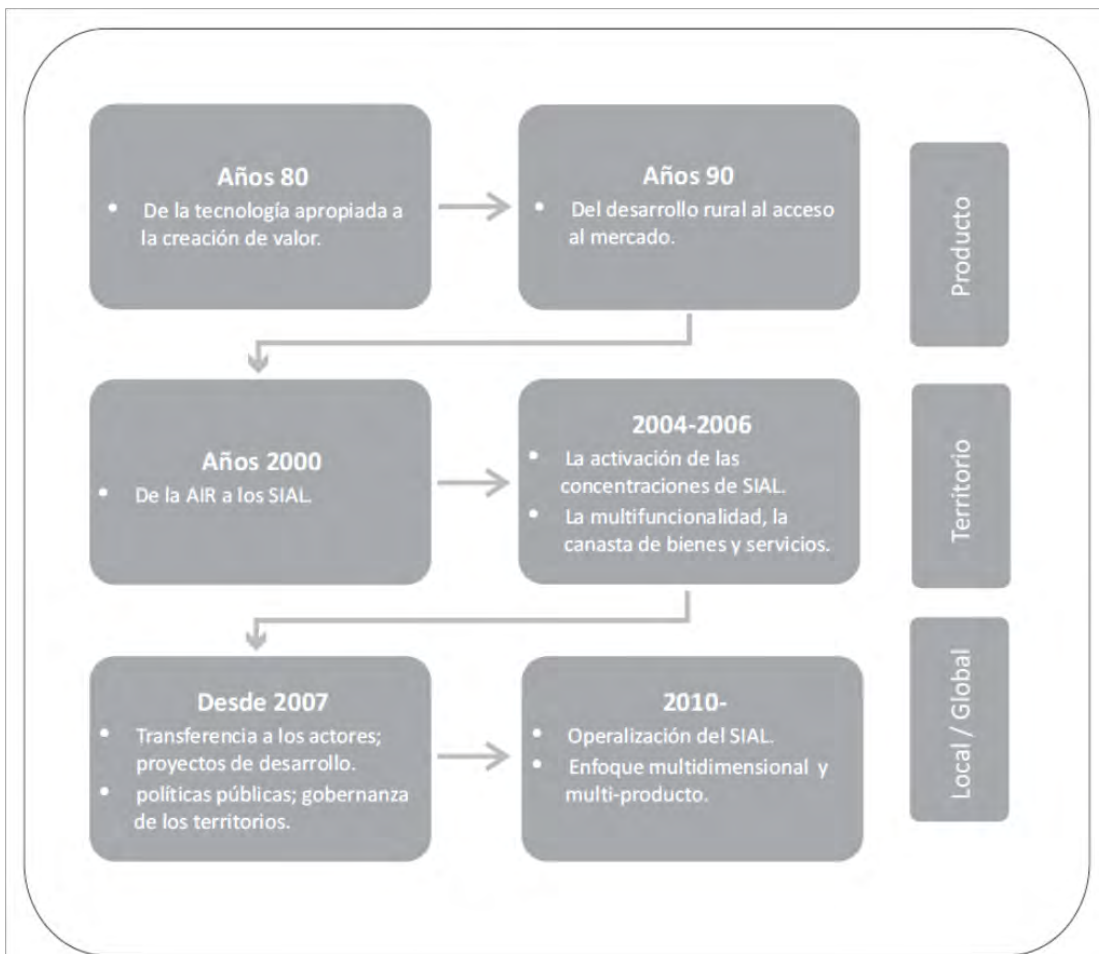 Años 80
• De la tecnología apropiada a
la creación de valor.
Años 90
• Del desarrollo rural al acceso
al mercado.
Producto
Años 2000
• De la AIR a los SIAL.
2004-2006
• La activación de las
concentraciones de SIAL.
• La multifuncionalidad, la
canasta de bienes y servicios.
Territorio
Desde 2007
• Transferencia a los actores;
proyectos de desarrollo.
• políticas públicas; gobernanza
de los territorios.
2010-
• Operalización del SIAL.
• Enfoque multidimensional y
multi-producto.
Local / Global